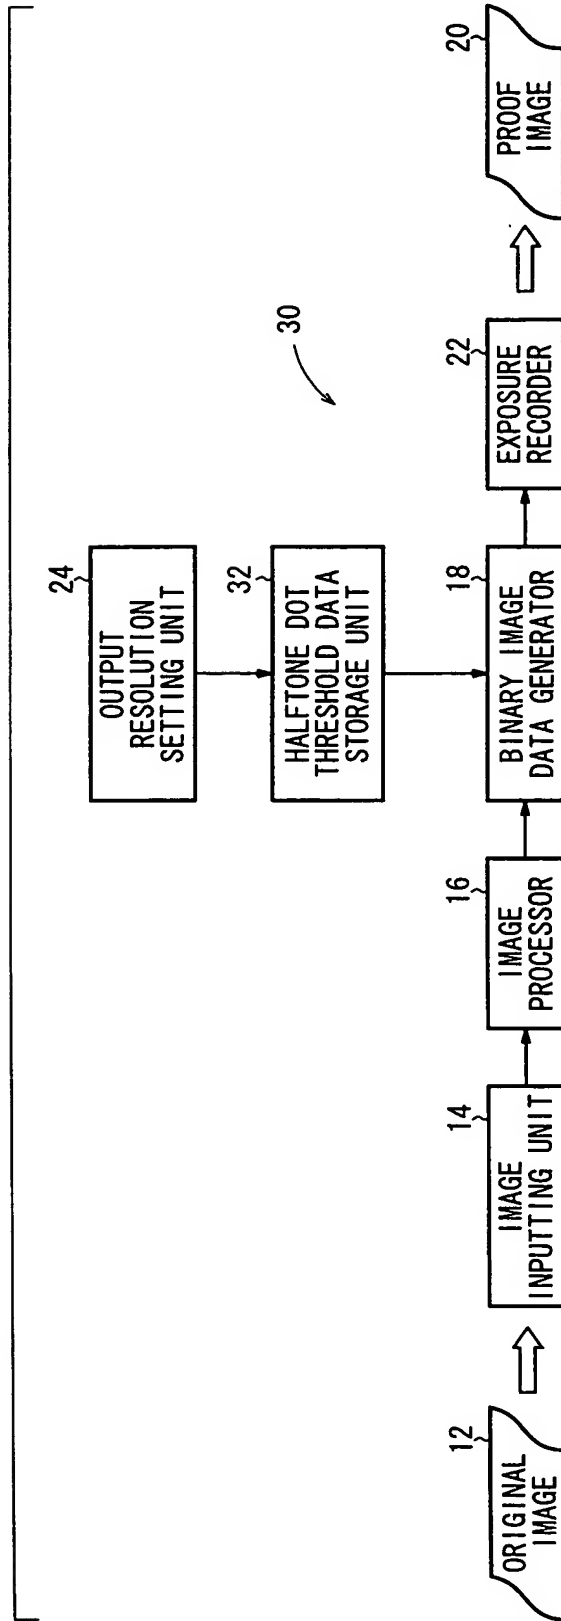 24
OUTPUT
RESOLUTION
SETTING UNIT
30
32
HALFTONE DOT
THRESHOLD DATA
STORAGE UNIT
12
ORIGINAL
IMAGE
14
IMAGE
INPUTTING UNIT
16
IMAGE
PROCESSOR
18
BINARY IMAGE
DATA GENERATOR
22
EXPOSURE
RECORDER
20
PROOF
IMAGE